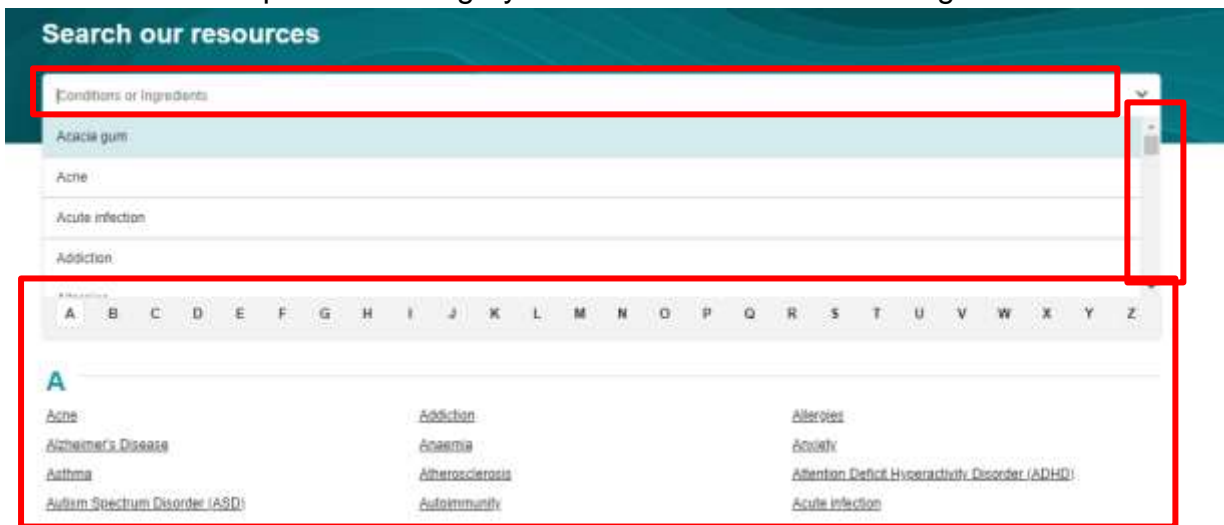 Search our resources
Conditions or Ingredients
Acacia gum
Acne
Acute infection
Addiction
A B C D E F G H I J K L M N O P Q R S T U V W X Y Z
A
Acne Addiction Allergies
Alzheimer's Disease Anaemia Anxiety
Asthma Atherosclerosis Attention Deficit Hyperactivity Disorder (ADHD)
Autism Spectrum Disorder (ASD) Autoimmunity Acute infection